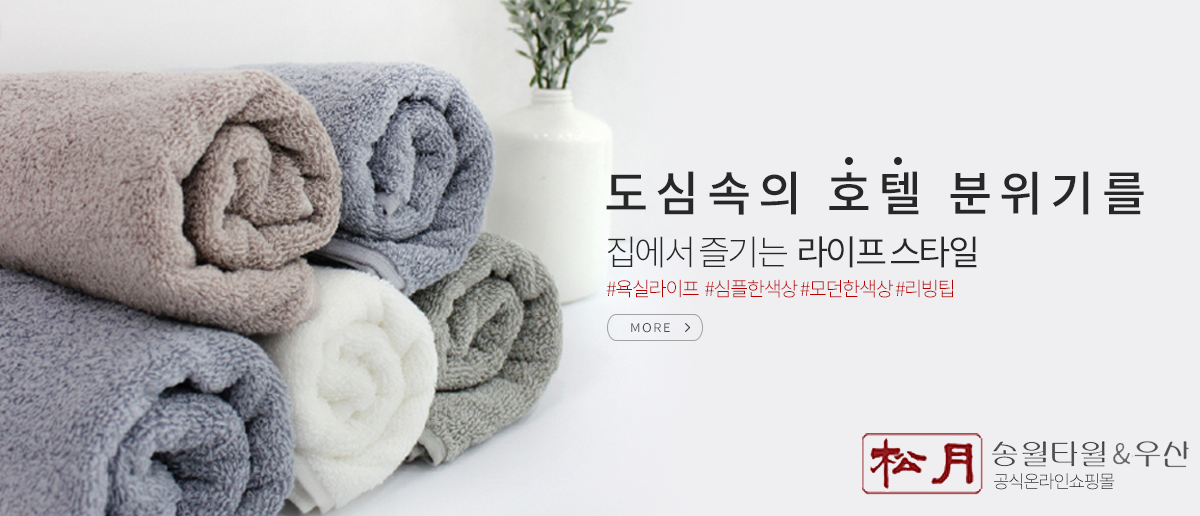 도심속의 호텔 분위기를
집에서 즐기는 라이프 스타일
#욕실라이프 #심플한색상 #모던한색상 #리빙팁
MORE >
松月 송월타월&우산
공식온라인쇼핑몰